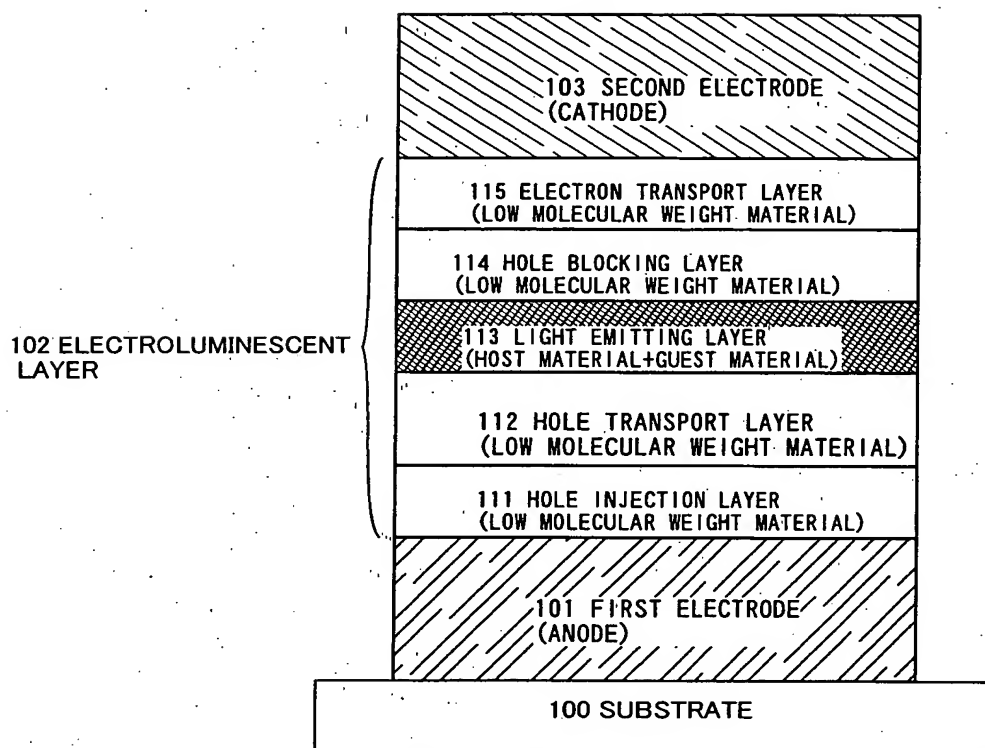 103 SECOND ELECTRODE
(CATHODE)
115 ELECTRON TRANSPORT LAYER
(LOW MOLECULAR WEIGHT MATERIAL)
114 HOLE BLOCKING LAYER
(LOW MOLECULAR WEIGHT MATERIAL)
102 ELECTROLUMINESCENT
LAYER
113 LIGHT EMITTING LAYER
(HOST MATERIAL+GUEST MATERIAL)
112 HOLE TRANSPORT LAYER
(LOW MOLECULAR WEIGHT MATERIAL)
111 HOLE INJECTION LAYER
(LOW MOLECULAR WEIGHT MATERIAL)
101 FIRST ELECTRODE
(ANODE)
100 SUBSTRATE